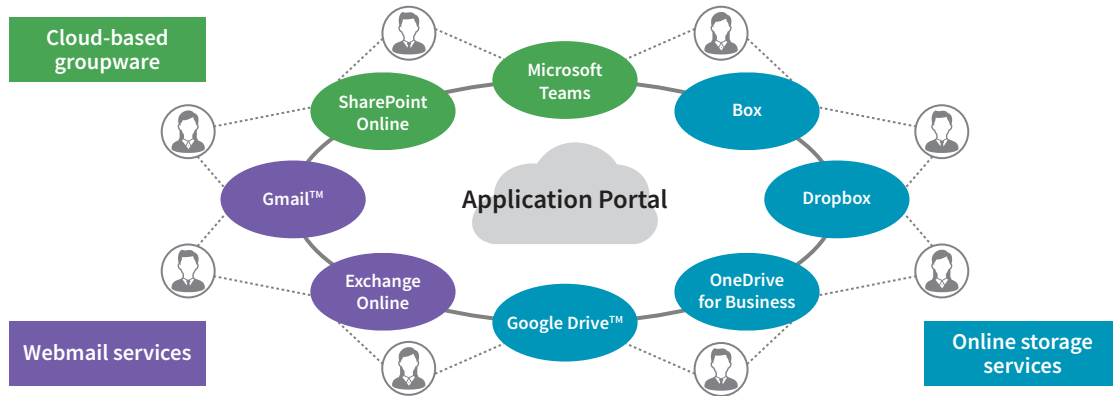 Cloud-based
groupware
Microsoft
Teams
SharePoint
Online
Box
Gmail™
Application Portal
Dropbox
Exchange
Online
OneDrive
for Business
Google Drive™
Webmail services
Online storage
services